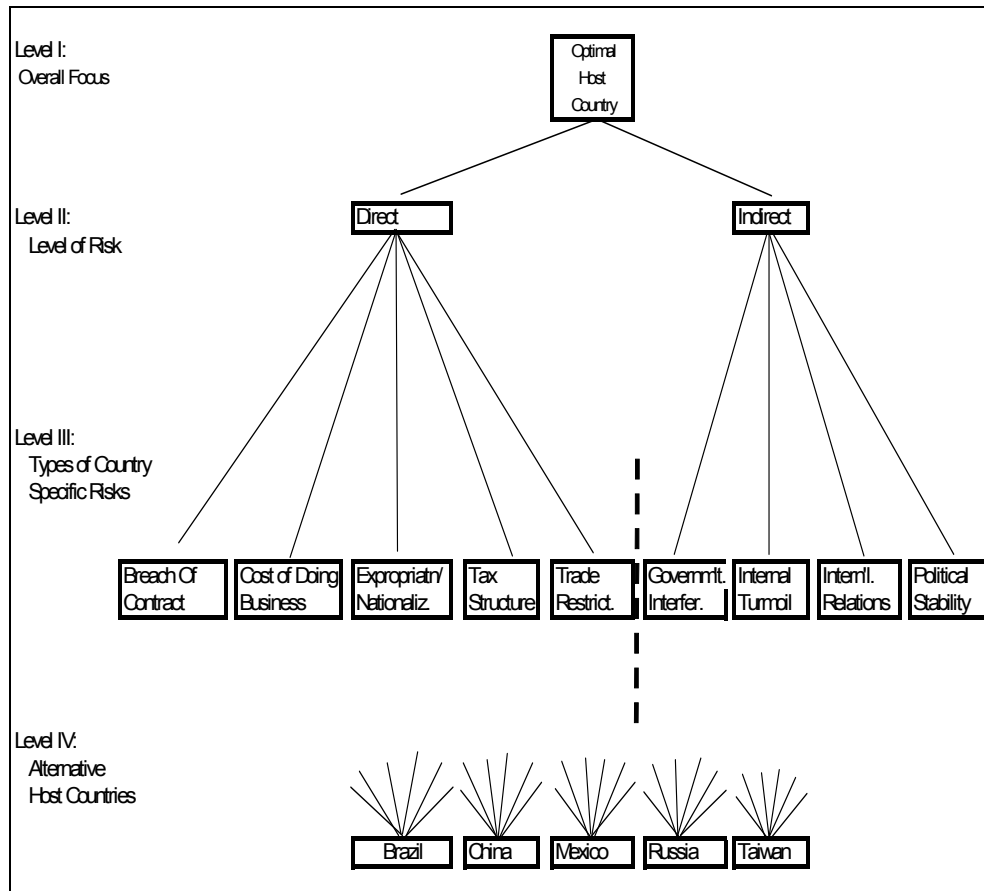 Level I:
Overall Focus
Optimal
Host
Country
Level II:
Level of Risk
Direct
Indirect
Level III:
Types of Country
Specific Risks
Breach Of
Contract
Cost of Doing
Business
Expropriatn/
Nationaliz.
Tax
Structure
Trade
Restrict.
Governm't.
Interfer.
Internal
Turmoil
Intern'l.
Relations
Political
Stability
Level IV:
Alternative
Host Countries
Brazil
China
Mexico
Russia
Taiwan